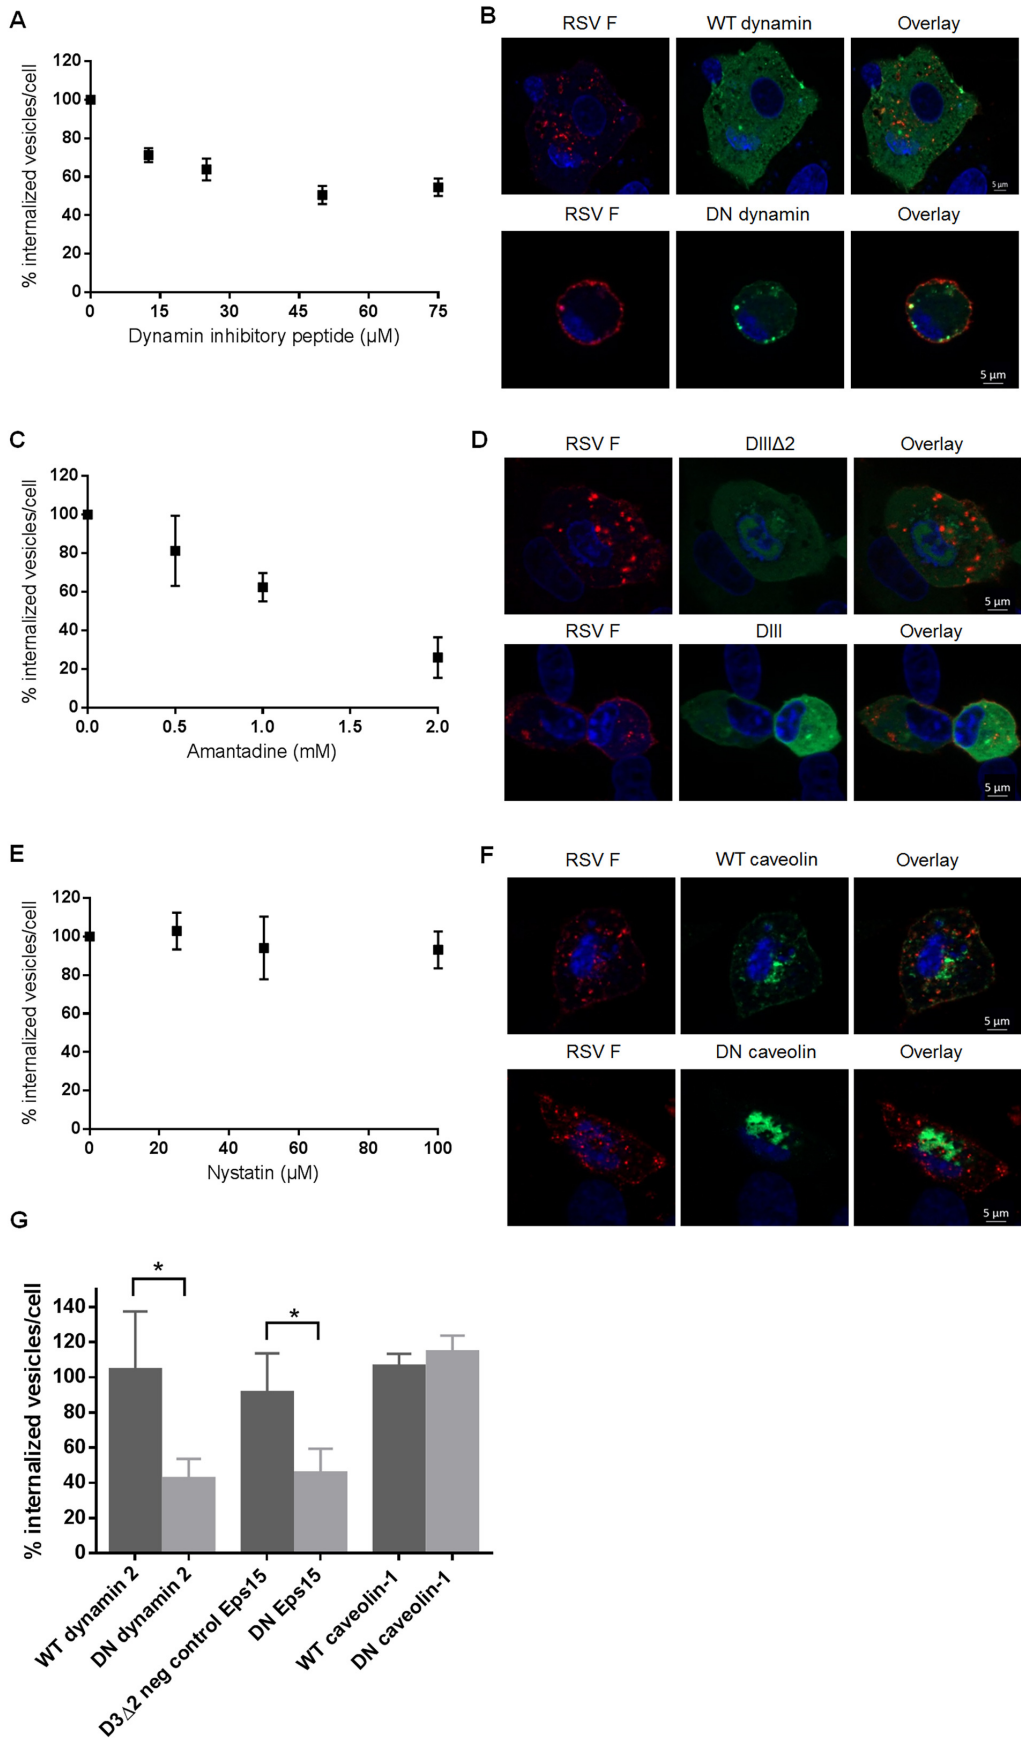 A
% internalized vesicles/cell
120
100
80
60
40
20
0
0 15 30 45 60 75
Dynamin inhibitory peptide (µM)
B
RSV F WT dynamin Overlay
5 µm
RSV F DN dynamin Overlay
5 µm
C
% internalized vesicles/cell
120
100
80
60
40
20
0
0.0 0.5 1.0 1.5 2.0
Amantadine (mM)
D
RSV F DIIIΔ2 Overlay
5 µm
RSV F DIII Overlay
5 µm
E
% internalized vesicles/cell
120
100
80
60
40
20
0
0 20 40 60 80 100
Nystatin (µM)
F
RSV F WT caveolin Overlay
5 µm
RSV F DN caveolin Overlay
5 µm
G
% internalized vesicles/cell
140
120
100
80
60
40
20
0
*
*
WT dynamin 2
DN dynamin 2
D3Δ2 neg control Eps15
DN Eps15
WT caveolin-1
DN caveolin-1